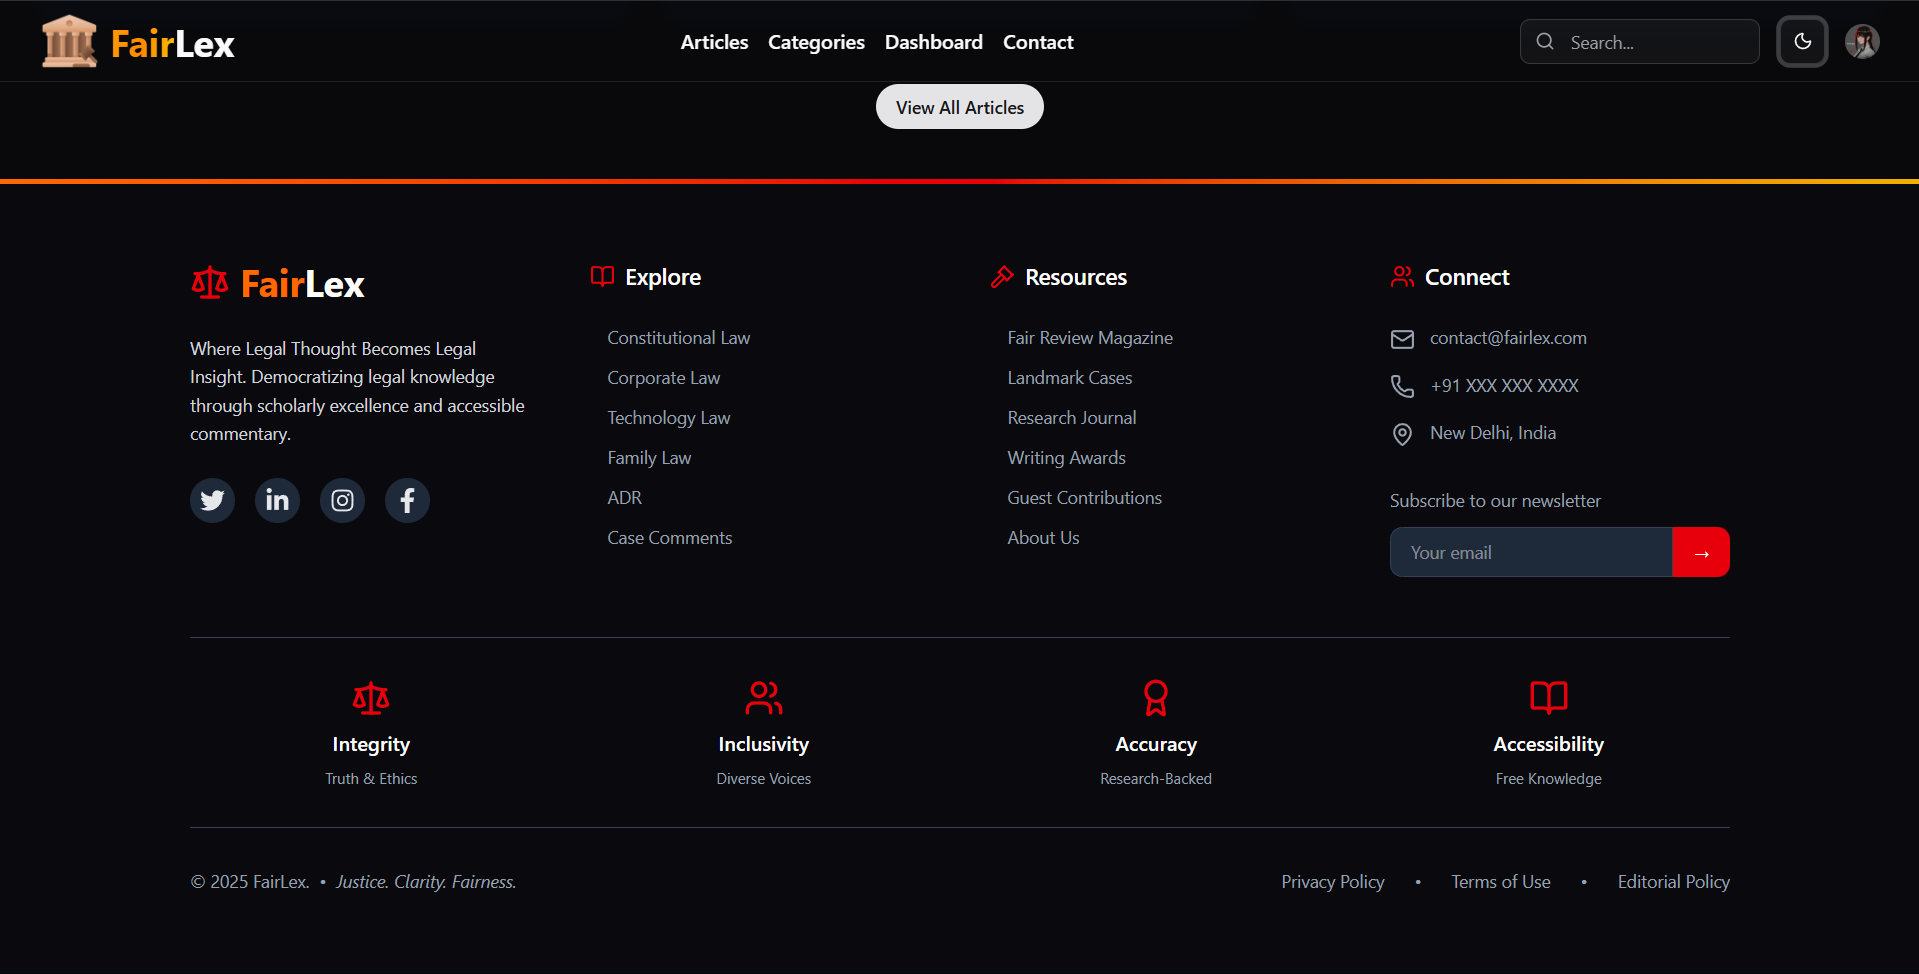 FairLex
Articles Categories Dashboard Contact
Search...
View All Articles
FairLex
Where Legal Thought Becomes Legal
Insight. Democratizing legal knowledge
through scholarly excellence and accessible
commentary.
Explore
Constitutional Law
Corporate Law
Technology Law
Family Law
ADR
Case Comments
Resources
Fair Review Magazine
Landmark Cases
Research Journal
Writing Awards
Guest Contributions
About Us
Connect
contact@fairlex.com
+91 XXX XXX XXXX
New Delhi, India
Subscribe to our newsletter
Your email →
Integrity
Truth & Ethics
Inclusivity
Diverse Voices
Accuracy
Research-Backed
Accessibility
Free Knowledge
© 2025 FairLex. • Justice. Clarity. Fairness.
Privacy Policy • Terms of Use • Editorial Policy